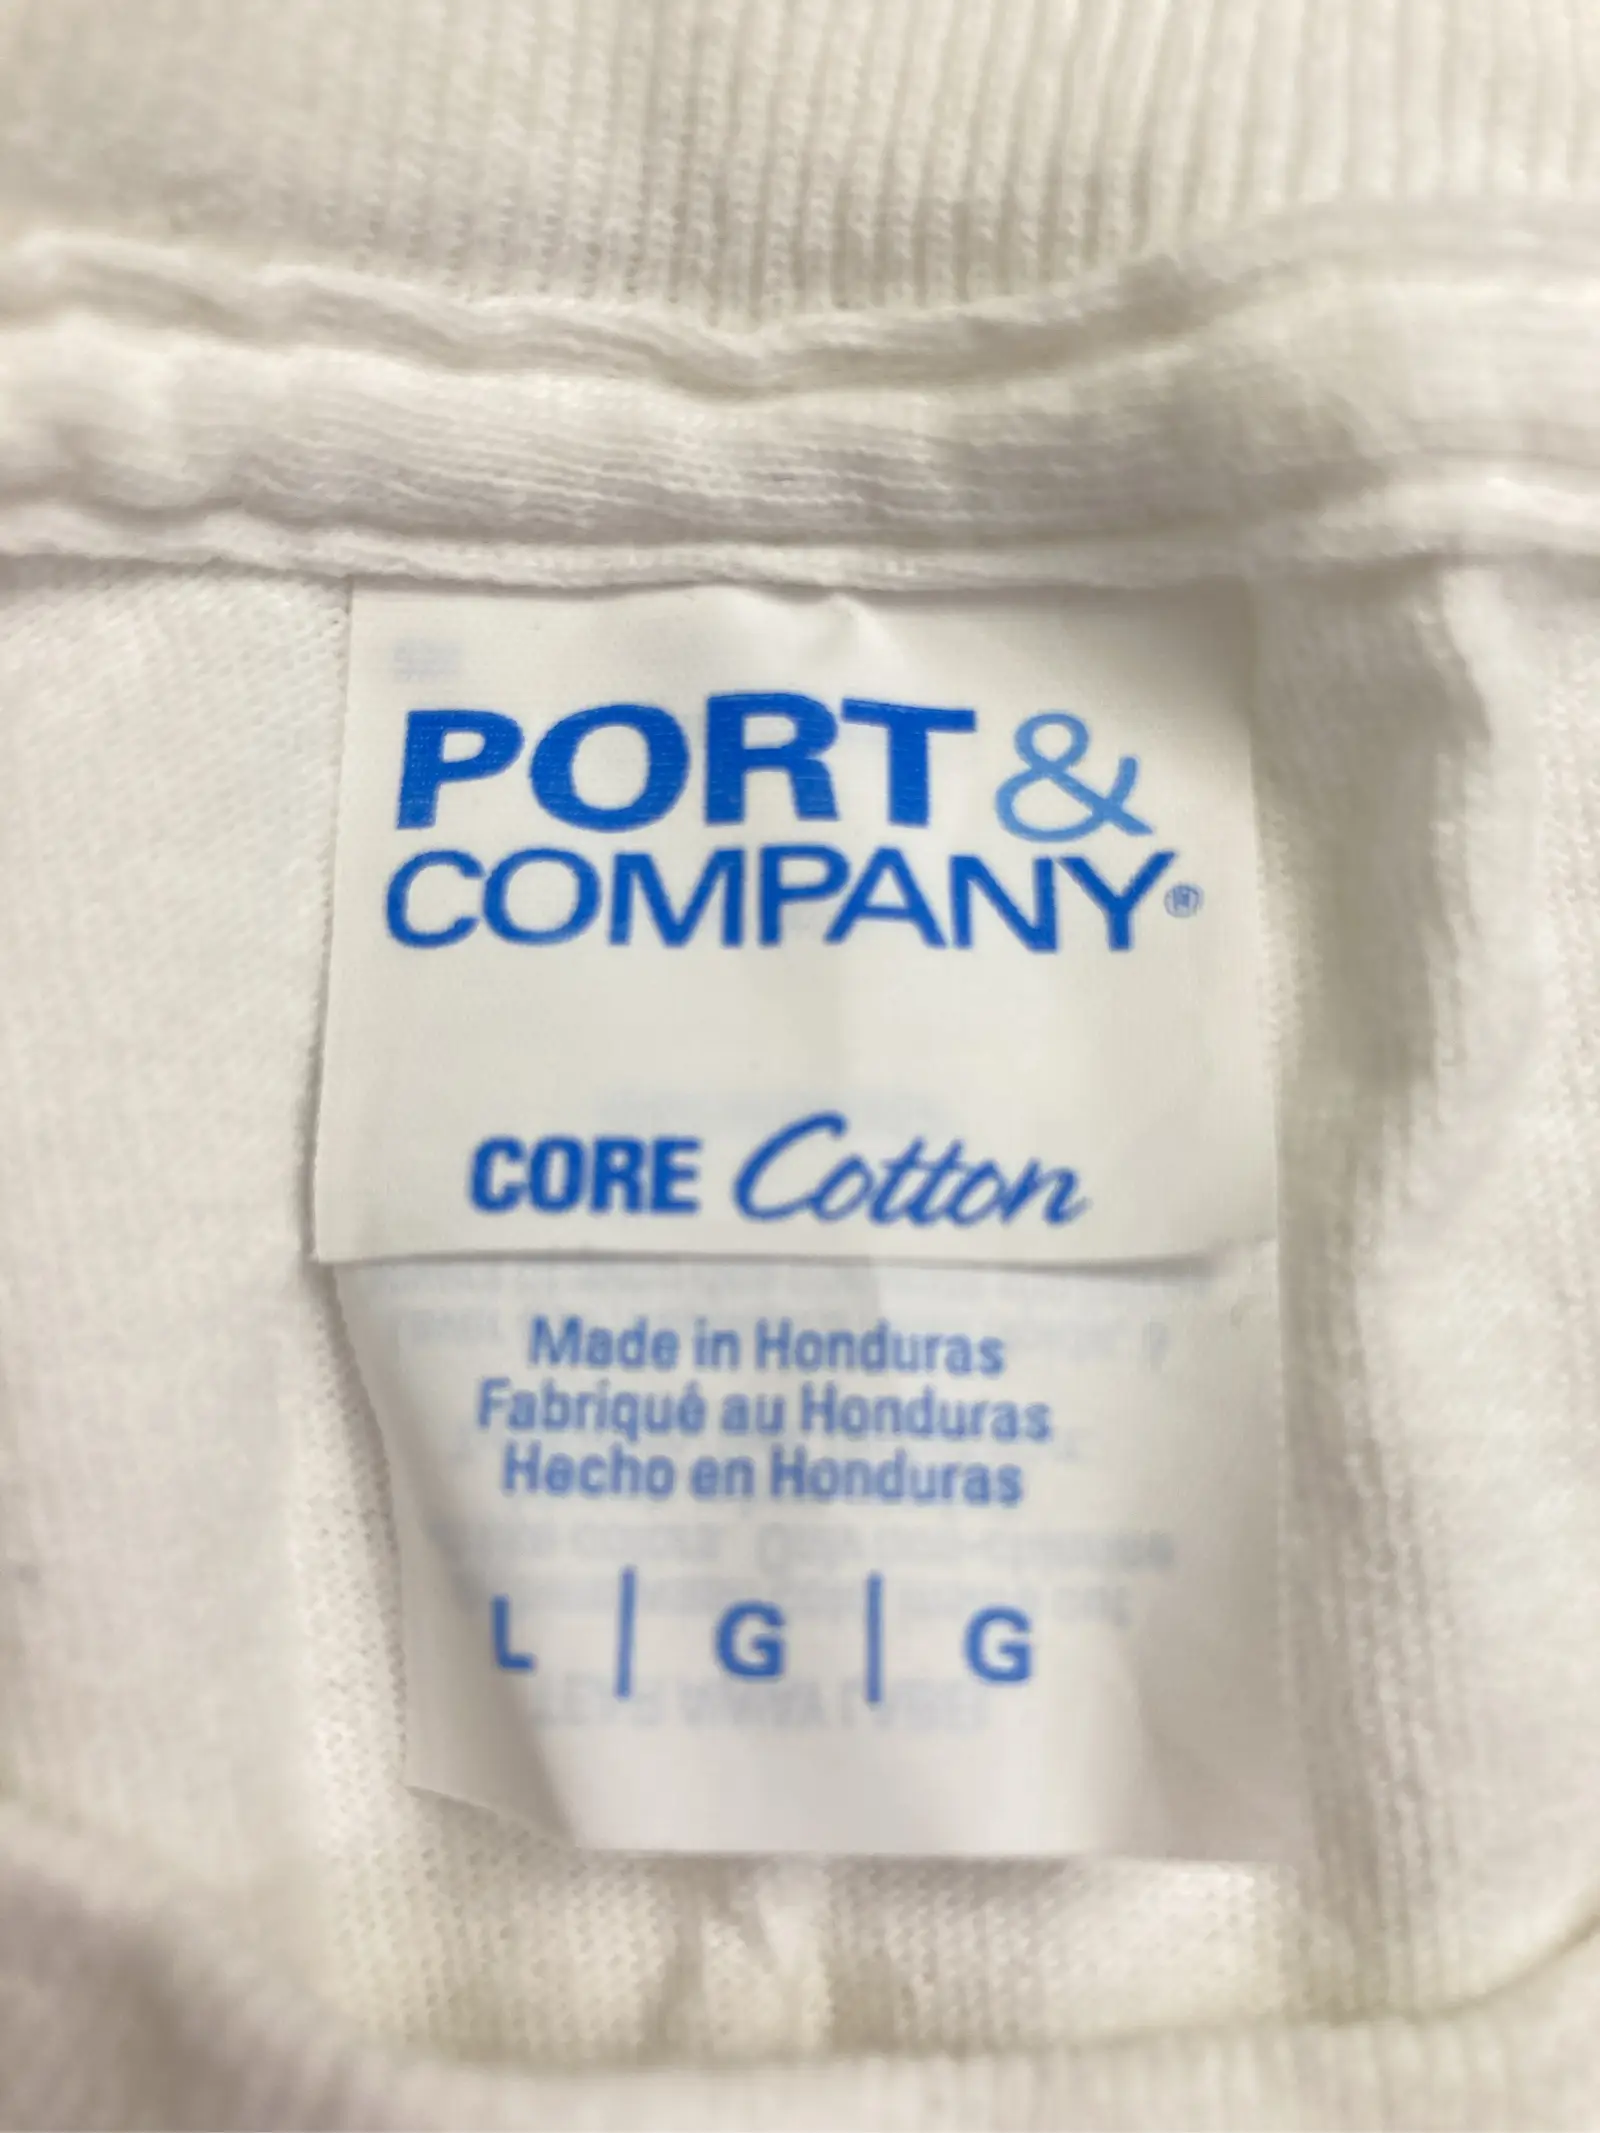 PORT &
COMPANY®
CORE Cotton
Made in Honduras
Fabriqué au Honduras
Hecho en Honduras
L | G | G